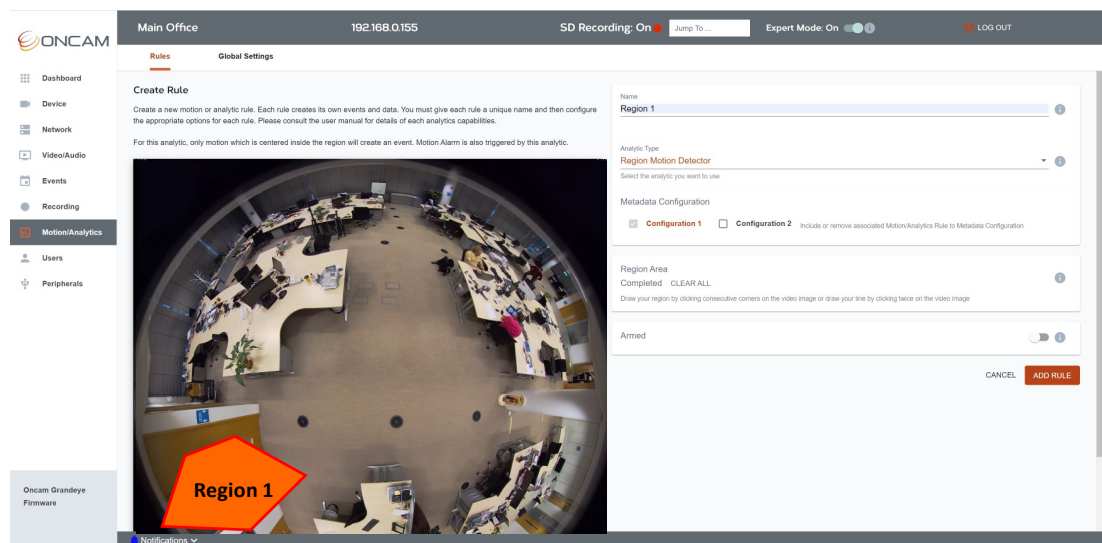 ONCAM
Main Office
192.168.0.155
SD Recording: On
Jump To ...
Expert Mode: On
LOG OUT
Rules
Global Settings
Dashboard
Device
Network
Video/Audio
Events
Recording
Motion/Analytics
Users
Peripherals
Oncam Grandeye
Firmware
Create Rule
Create a new motion or analytic rule. Each rule creates its own events and data. You must give each rule a unique name and then configure
the appropriate options for each rule. Please consult the user manual for details of each analytics capabilities.
For this analytic, only motion which is centered inside the region will create an event. Motion Alarm is also triggered by this analytic.
Region 1
Name
Region 1
Analytic Type
Region Motion Detector
Select the analytic you want to use
Metadata Configuration
Configuration 1
Configuration 2
Include or remove associated Motion/Analytics Rule to Metadata Configuration
Region Area
Completed CLEAR ALL
Draw your region by clicking consecutive corners on the video image or draw your line by clicking twice on the video image
Armed
CANCEL
ADD RULE
Notifications